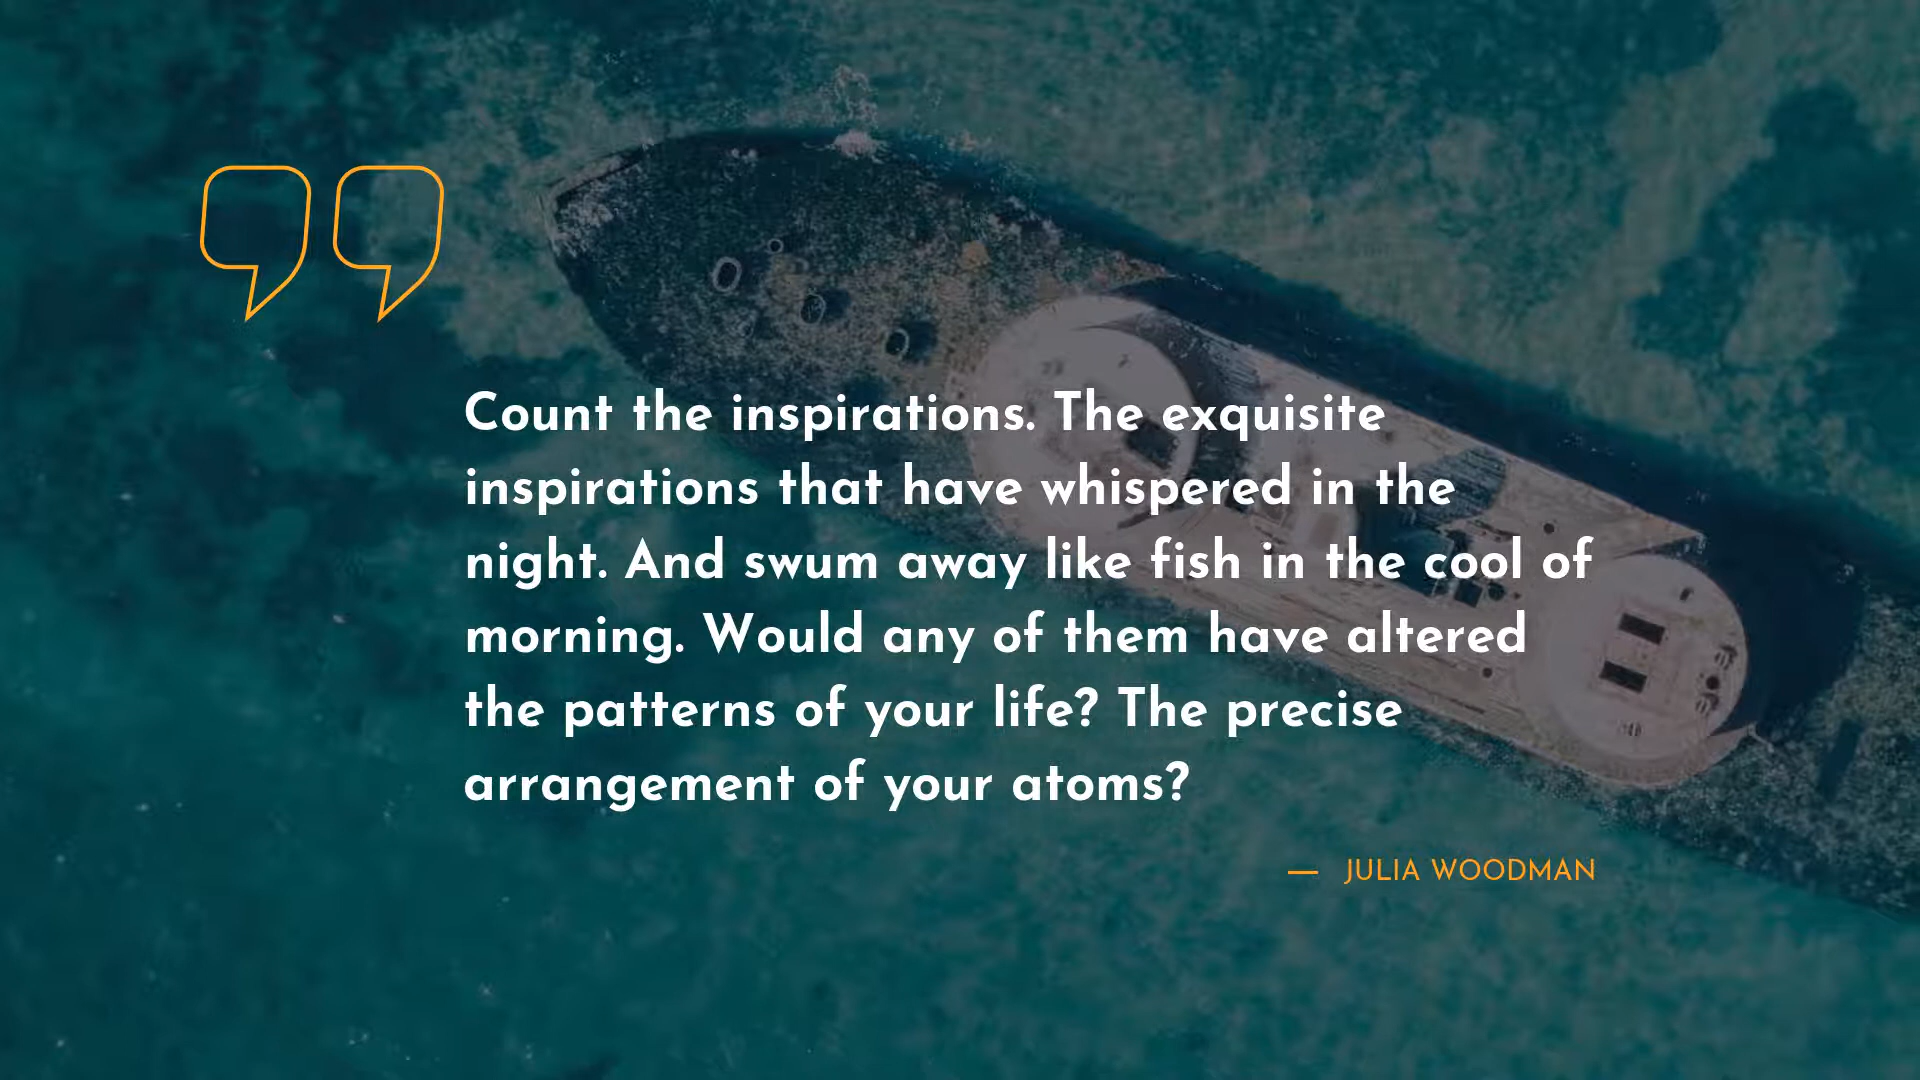 Count the inspirations. The exquisite
inspirations that have whispered in the
night. And swum away like fish in the cool of
morning. Would any of them have altered
the patterns of your life? The precise
arrangement of your atoms?
— JULIA WOODMAN